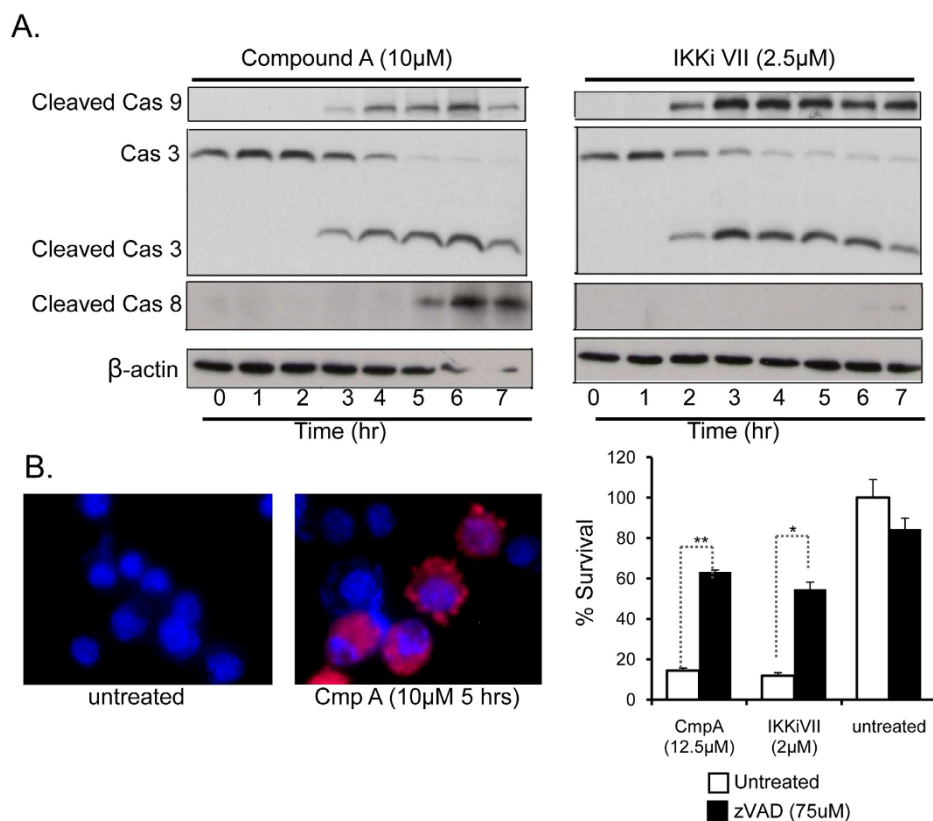 A.
Compound A (10µM)
IKKi VII (2.5µM)
Cleaved Cas 9
Cas 3
Cleaved Cas 3
Cleaved Cas 8
β-actin
0 1 2 3 4 5 6 7
0 1 2 3 4 5 6 7
Time (hr)
Time (hr)
B.
untreated
Cmp A (10µM 5 hrs)
% Survival
120
100
80
60
40
20
0
**
*
CmpA
(12.5µM)
IKKiVII
(2µM)
untreated
Untreated
zVAD (75uM)